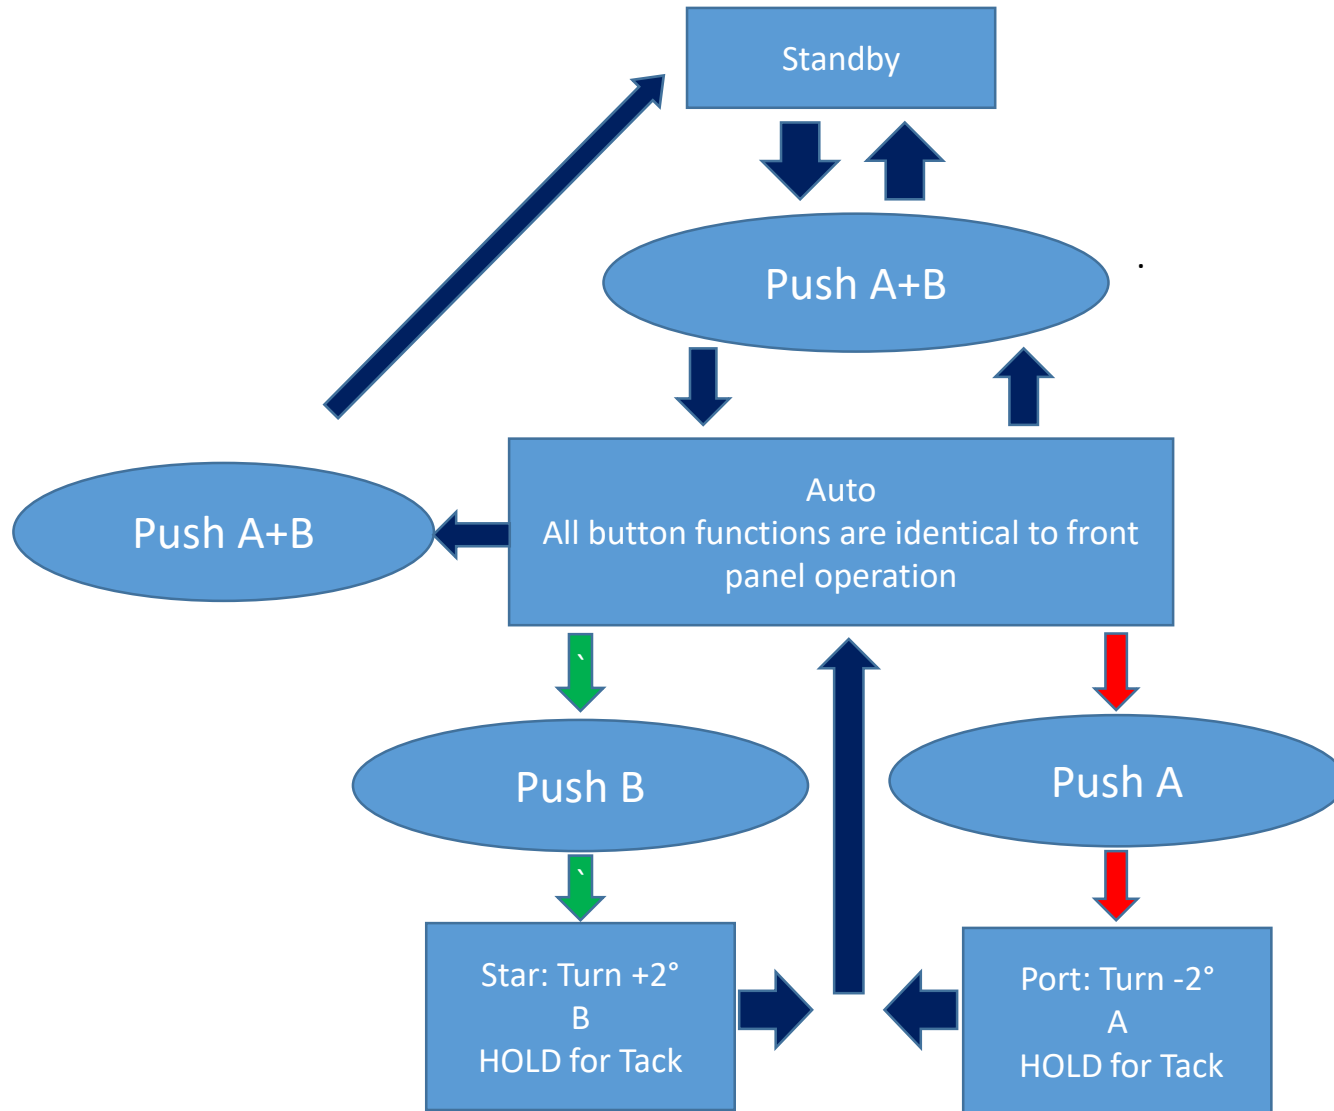 Standby
Push A+B
.
Auto
All button functions are identical to front
panel operation
Push A+B
`
Push B
Push A
`
Star: Turn +2°
B
HOLD for Tack
Port: Turn -2°
A
HOLD for Tack